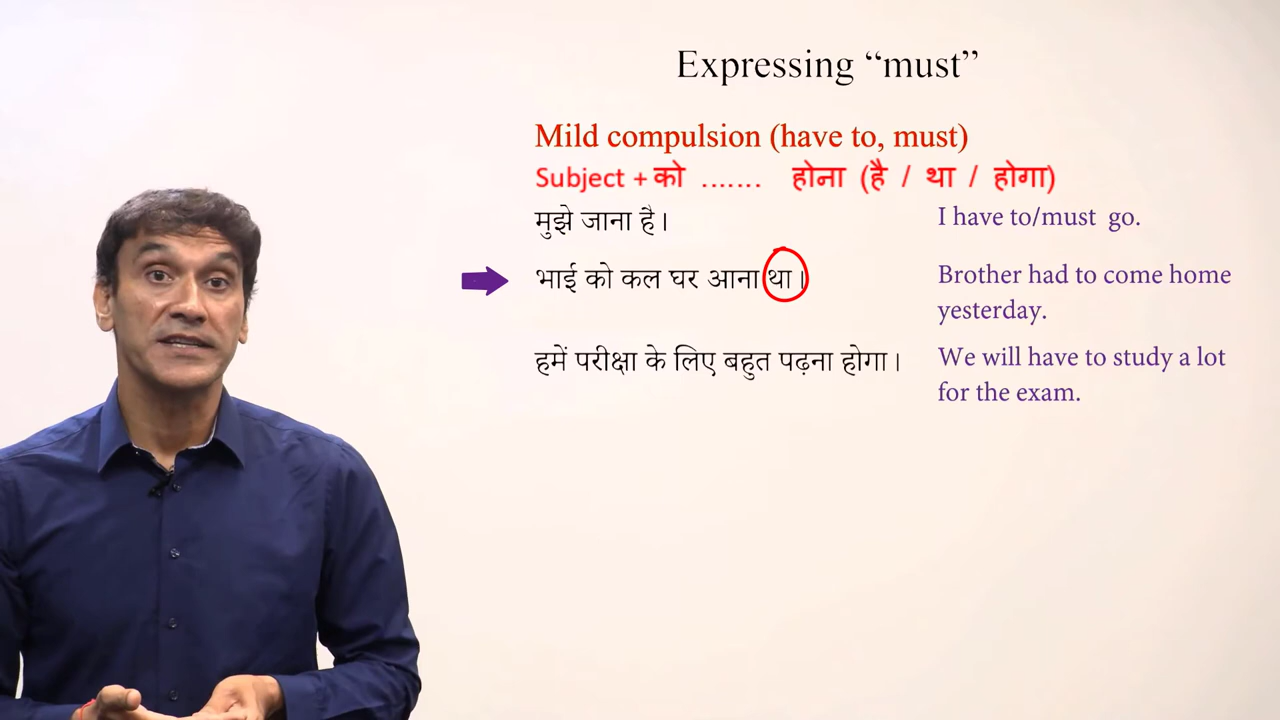 Expressing “must”
Mild compulsion (have to, must)
Subject + को ....... होना (है / था / होगा)
मुझे जाना है।
I have to/must go.
भाई को कल घर आना था।
Brother had to come home
yesterday.
हमें परीक्षा के लिए बहुत पढ़ना होगा।
We will have to study a lot
for the exam.